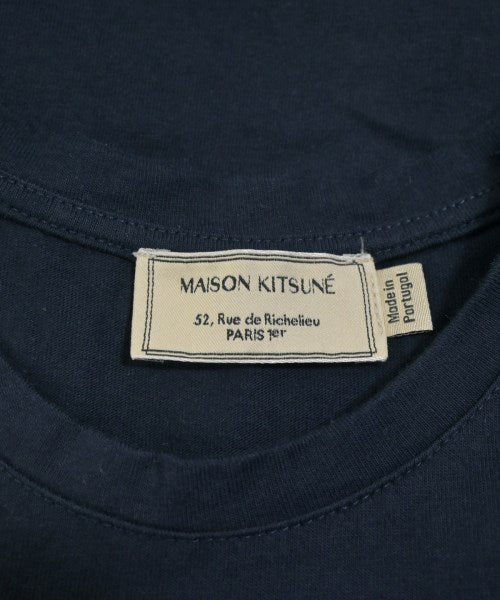 MAISON KITSUNÉ
52, Rue de Richelieu
PARIS 1er
Made in
Portugal